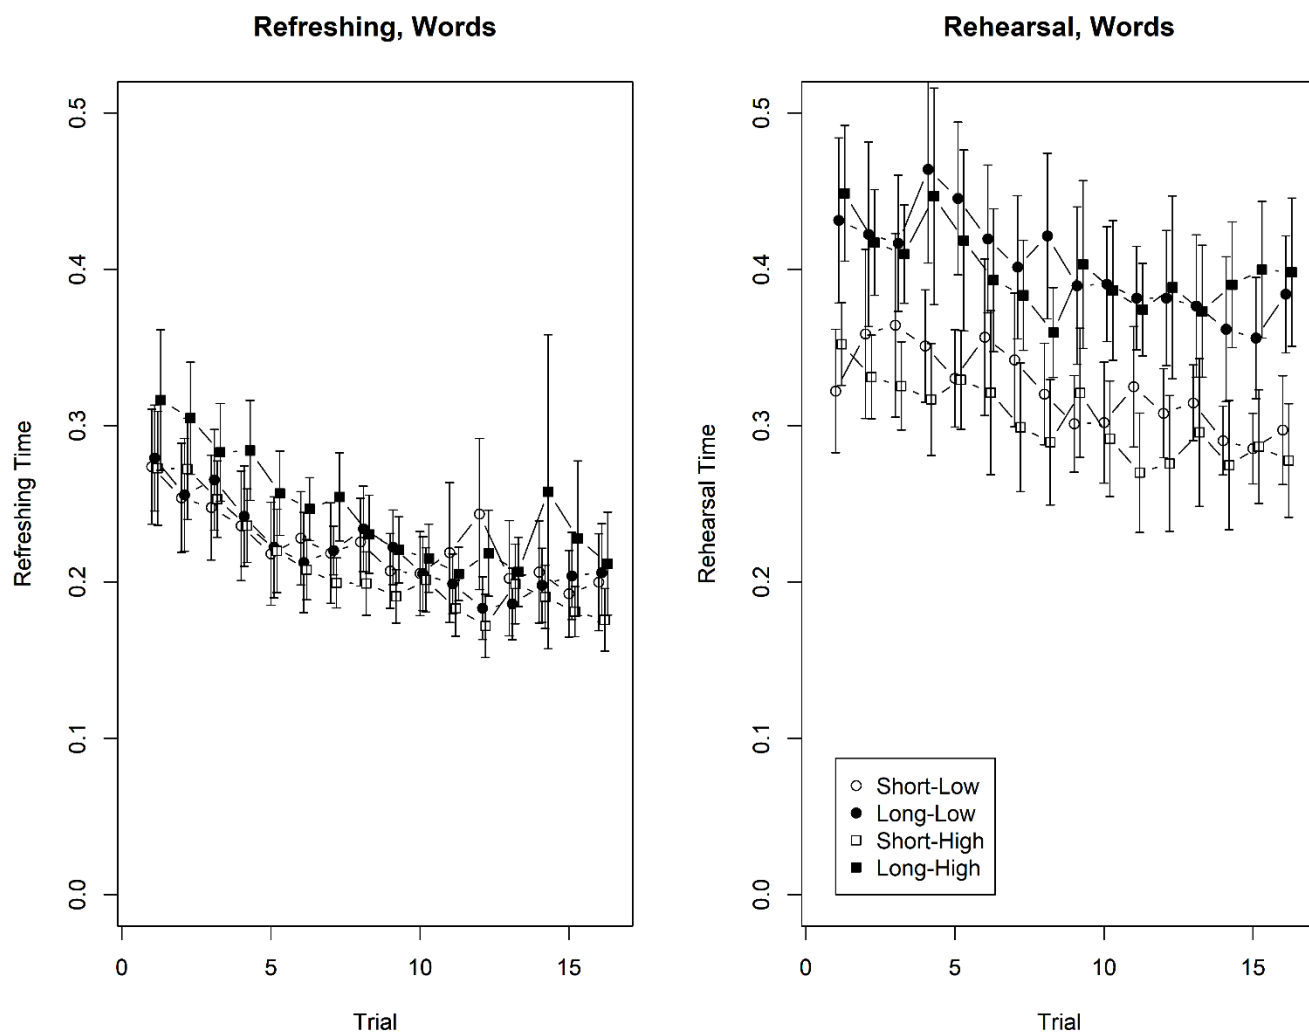 Refreshing, Words
Refreshing Time
0.5
0.4
0.3
0.2
0.1
0.0
0
5
10
15
Trial
Rehearsal, Words
Rehearsal Time
0.5
0.4
0.3
0.2
0.1
0.0
Short-Low
Long-Low
Short-High
Long-High
0
5
10
15
Trial